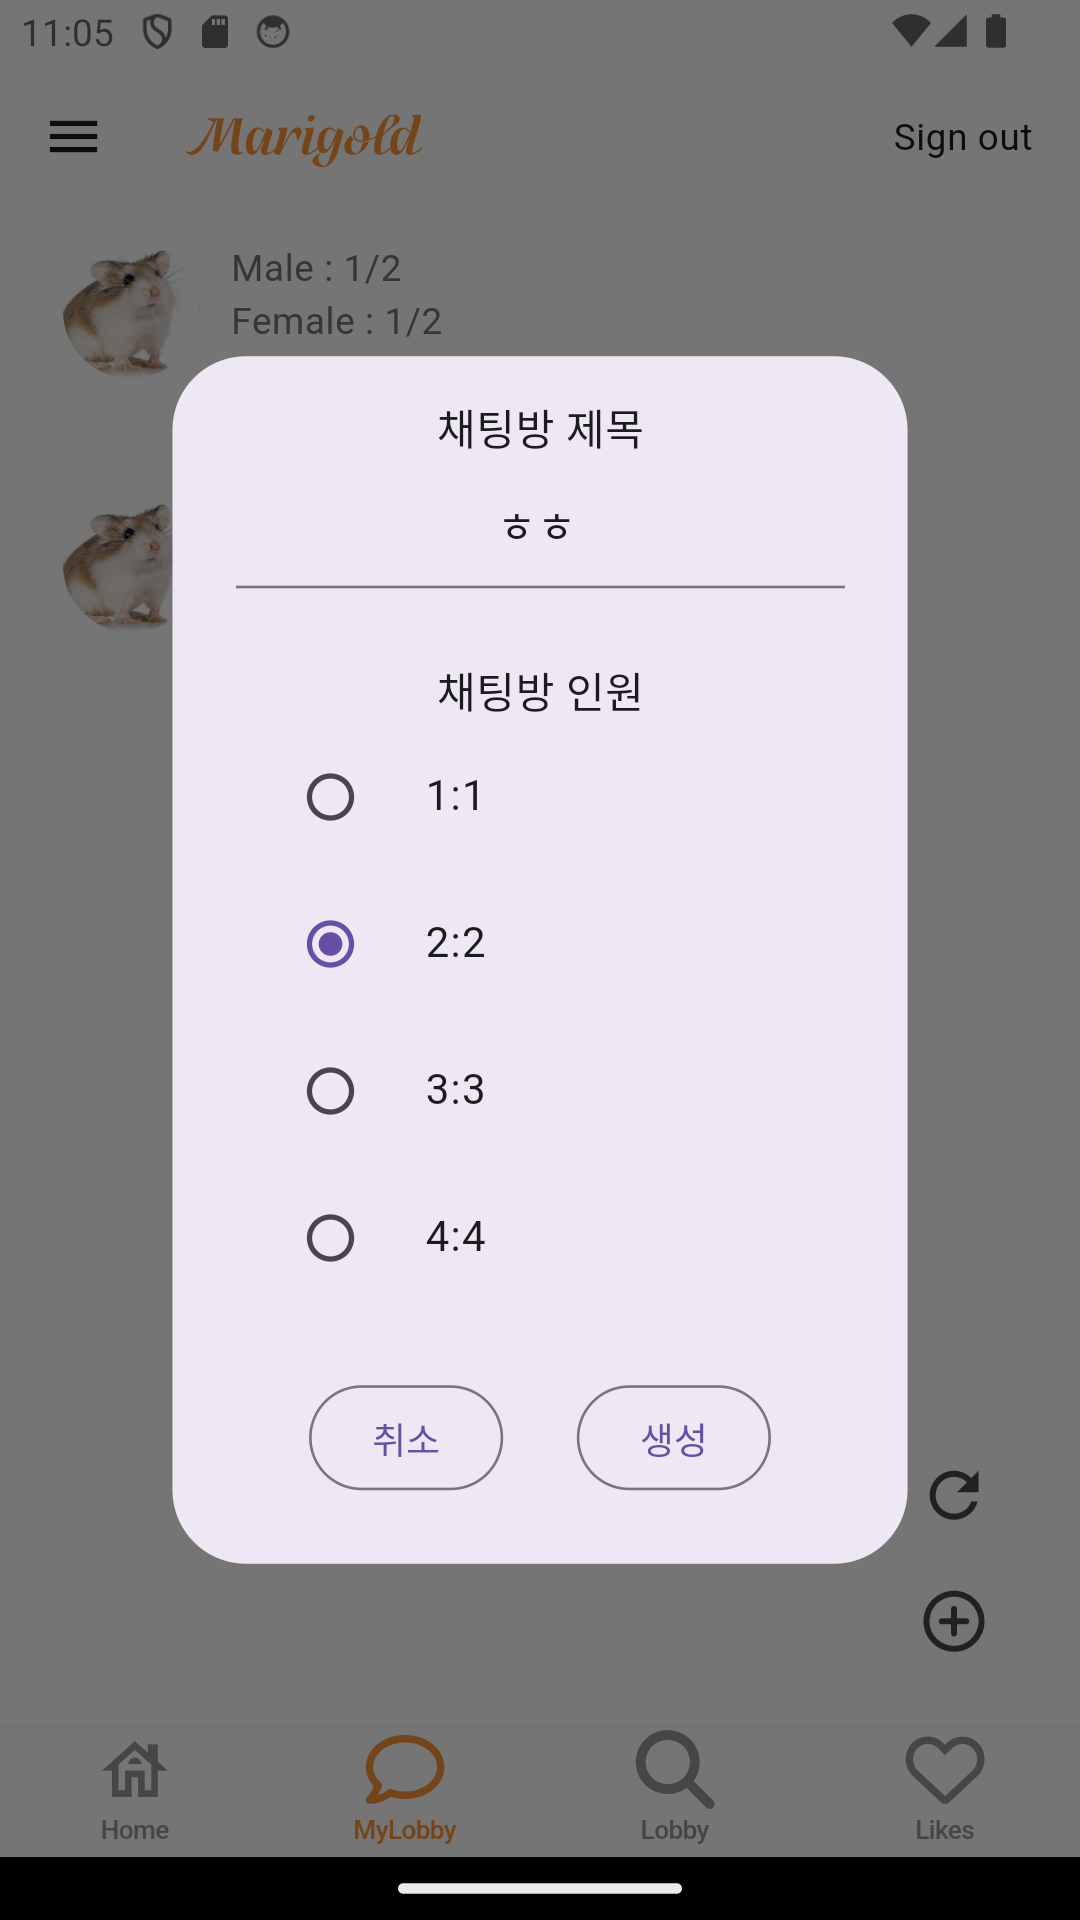 11:05
Marigold
Sign out
Male : 1/2
Female : 1/2
채팅방 제목
ㅎㅎ
채팅방 인원
1:1
2:2
3:3
4:4
취소
생성
Home
MyLobby
Lobby
Likes